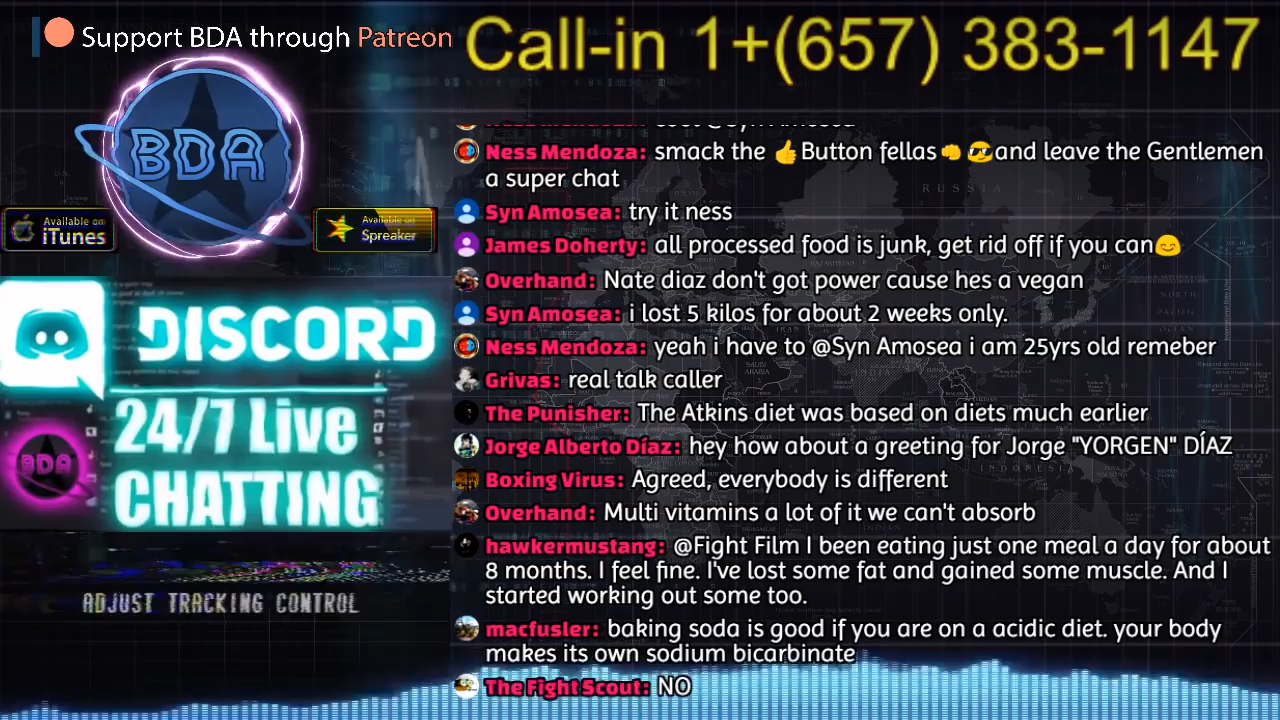 Support BDA through Patreon
Call-in 1+(657) 383-1147
BDA
Available on
iTunes
Available on
Spreaker
DISCORD
24/7 Live
CHATTING
BDA
ADJUST TRACKING CONTROL
Ness Mendoza: smack the 👍Button fellas👊😎and leave the Gentlemen
a super chat
Syn Amosea: try it ness
James Doherty: all processed food is junk, get rid off if you can😊
Overhand: Nate diaz don't got power cause hes a vegan
Syn Amosea: i lost 5 kilos for about 2 weeks only.
Ness Mendoza: yeah i have to @Syn Amosea i am 25yrs old remeber
Grivas: real talk caller
The Punisher: The Atkins diet was based on diets much earlier
Jorge Alberto Díaz: hey how about a greeting for Jorge "YORGEN" DÍAZ
Boxing Virus: Agreed, everybody is different
Overhand: Multi vitamins a lot of it we can't absorb
hawkermustang: @Fight Film I been eating just one meal a day for about
8 months. I feel fine. I've lost some fat and gained some muscle. And I
started working out some too.
macfusler: baking soda is good if you are on a acidic diet. your body
makes its own sodium bicarbinate
The Fight Scout: NO
RUSSIA
INDONESIA